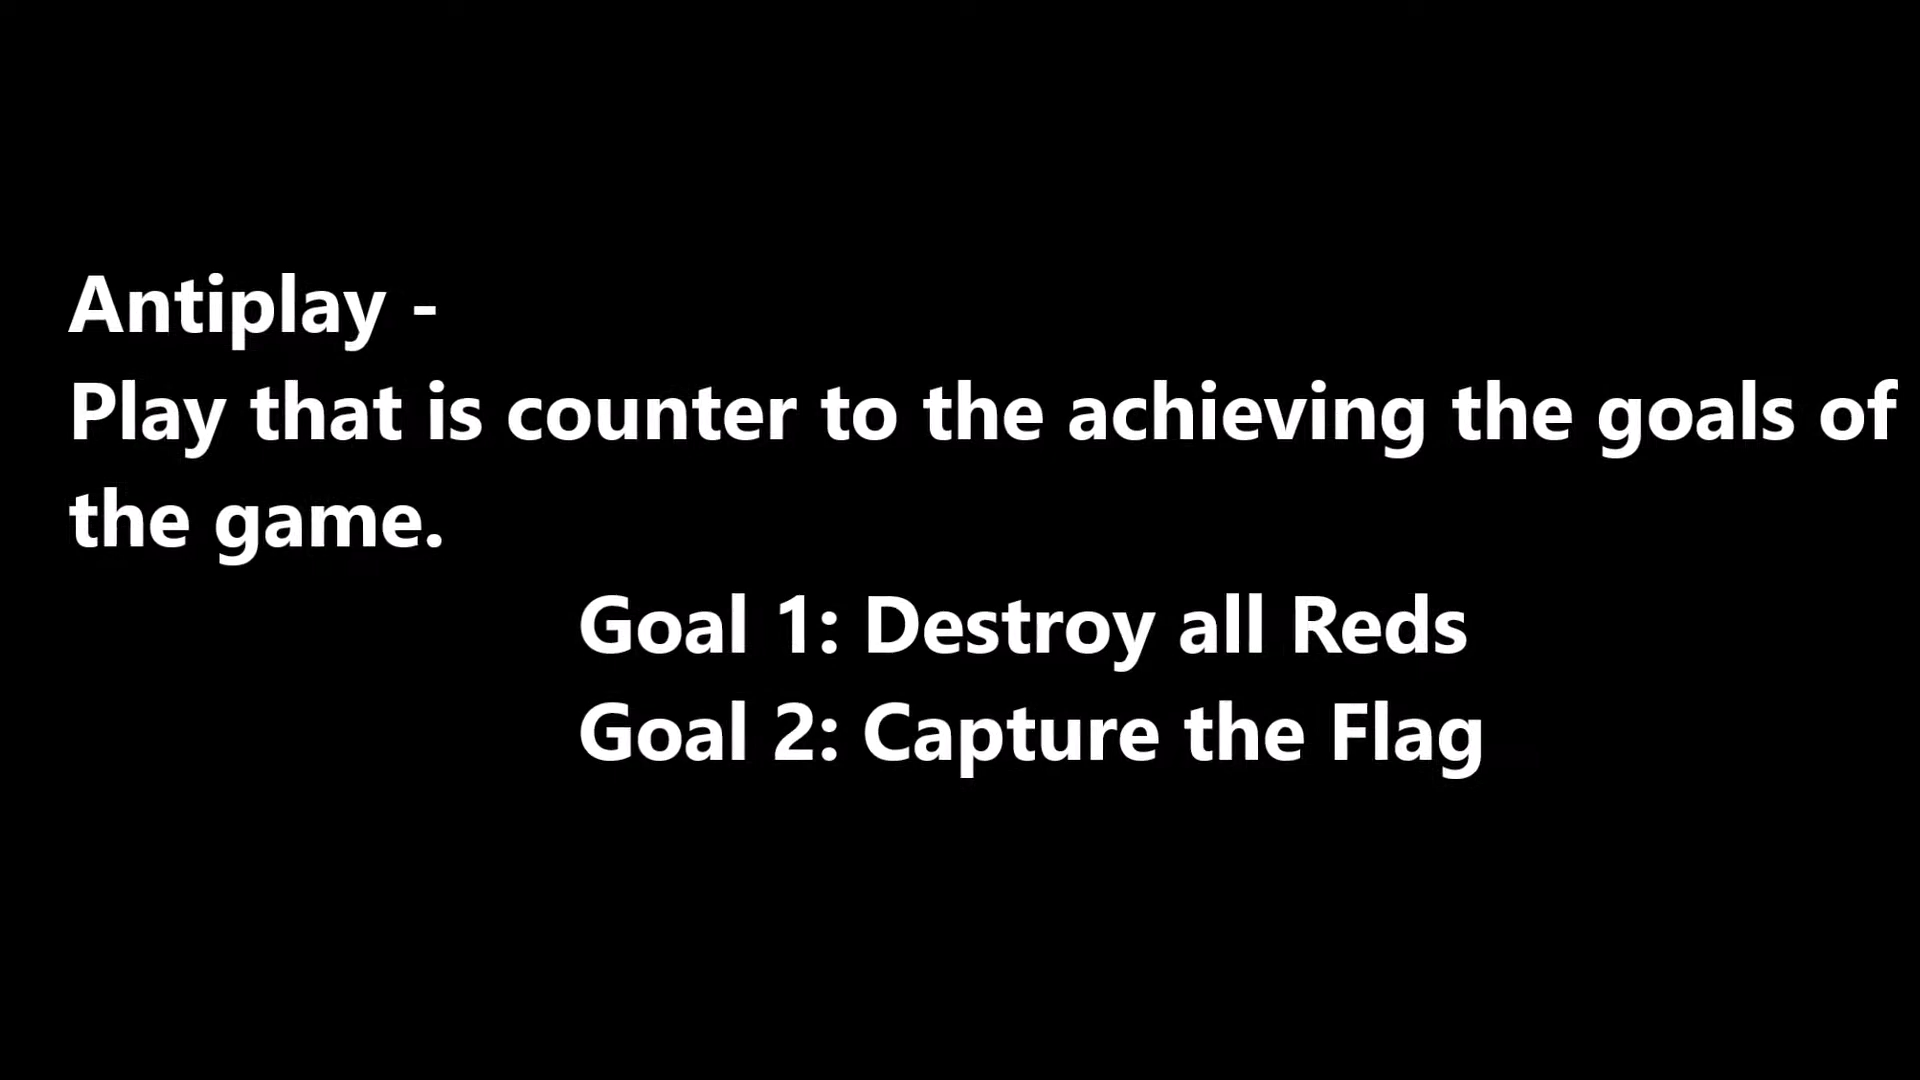 Antiplay -
Play that is counter to the achieving the goals of
the game.
Goal 1: Destroy all Reds
Goal 2: Capture the Flag